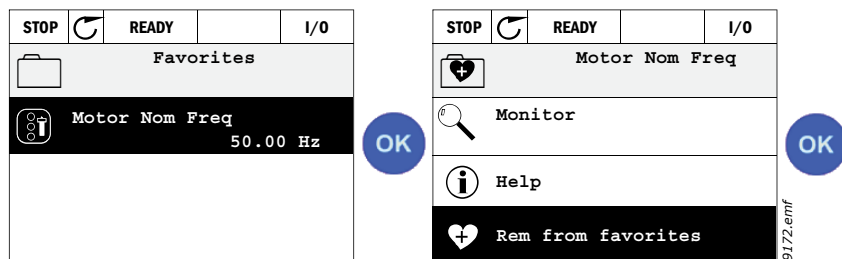 STOP READY I/O
Favorites
Motor Nom Freq
50.00 Hz
OK
STOP READY I/O
Motor Nom Freq
Monitor
Help
Rem from favorites
OK
9172.emf